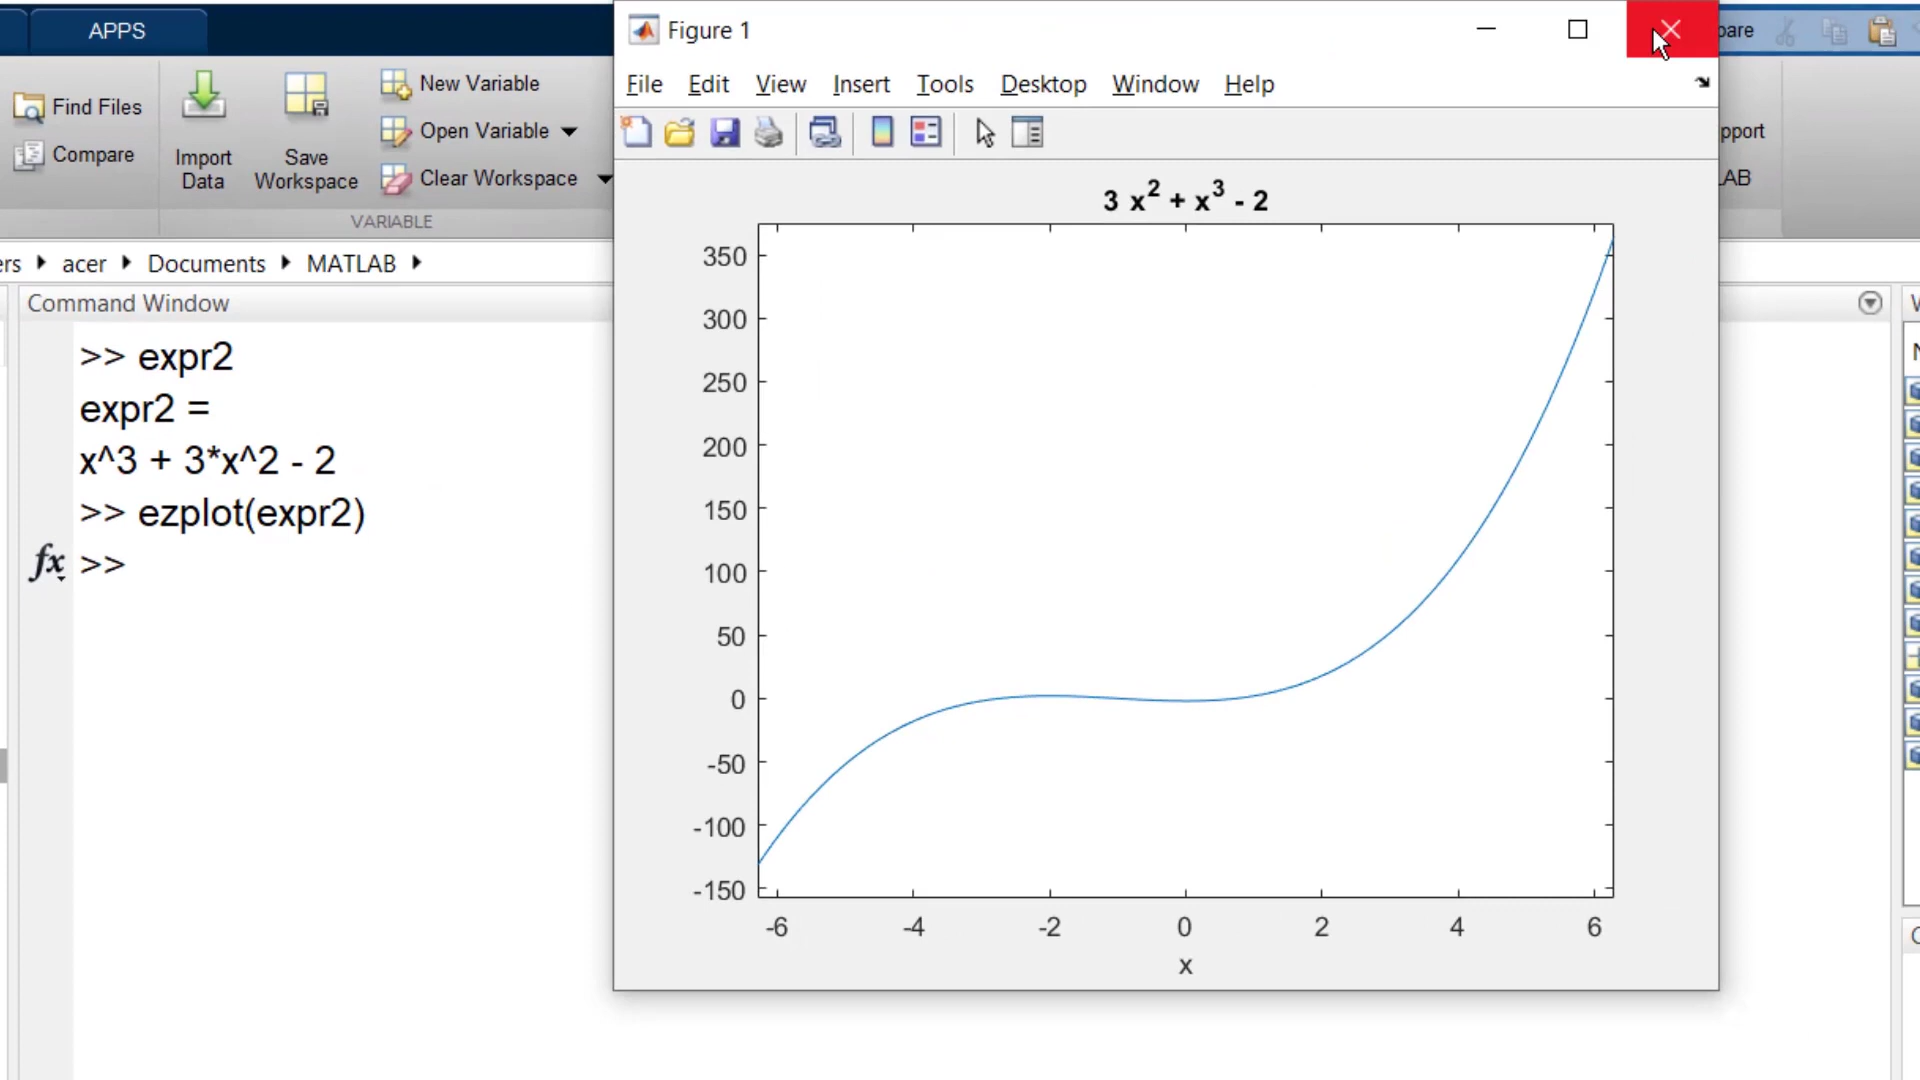 APPS
Find Files
Compare
Import
Data
Save
Workspace
New Variable
Open Variable
Clear Workspace
VARIABLE
ers acer Documents MATLAB
Command Window
>> expr2
expr2 =
x^3 + 3*x^2 - 2
>> ezplot(expr2)
fx >>
Figure 1
File Edit View Insert Tools Desktop Window Help
3 x² + x³ - 2
350
300
250
200
150
100
50
0
-50
-100
-150
-6 -4 -2 0 2 4 6
x
pare
pport
LAB